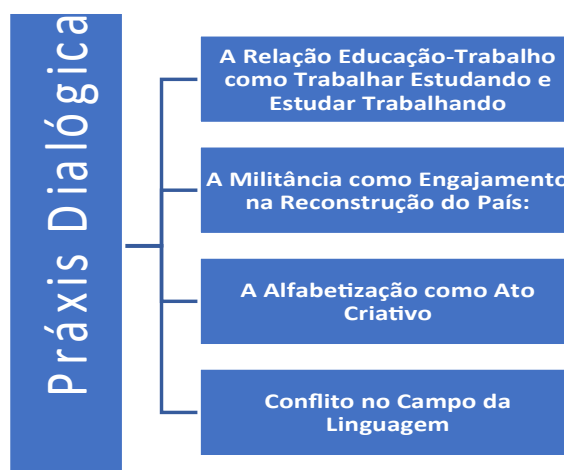 Práxis Dialógica
A Relação Educação-Trabalho
como Trabalhar Estudando e
Estudar Trabalhando
A Militância como Engajamento
na Reconstrução do País:
A Alfabetização como Ato
Criativo
Conflito no Campo da
Linguagem